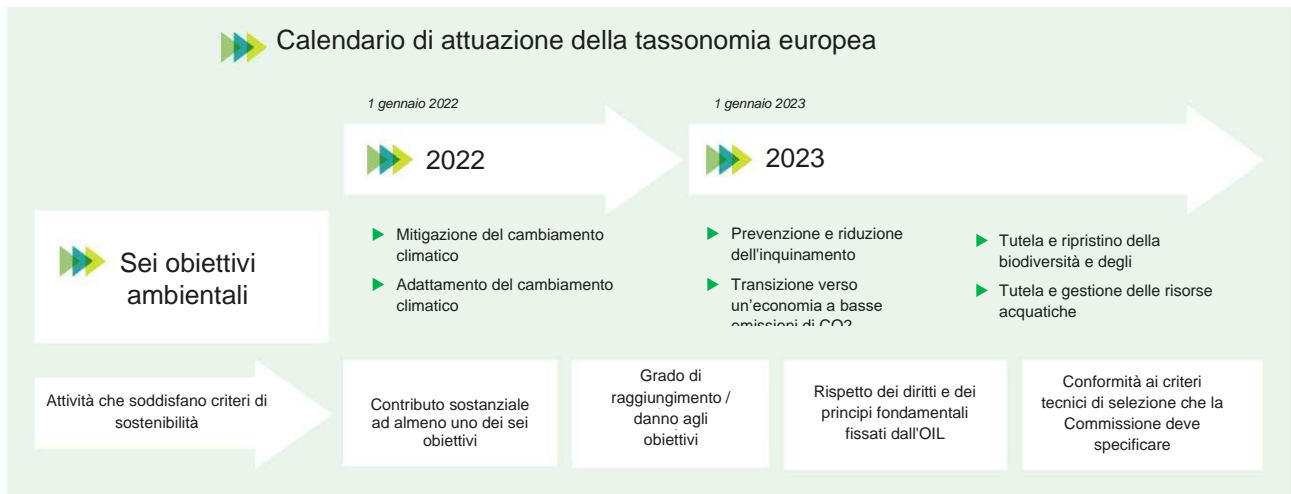 Calendario di attuazione della tassonomia europea
1 gennaio 2022
2022
1 gennaio 2023
2023
Sei obiettivi
ambientali
Mitigazione del cambiamento
climatico
Adattamento del cambiamento
climatico
Prevenzione e riduzione
dell'inquinamento
Transizione verso
un'economia a basse
emissioni di CO2
Tutela e ripristino della
biodiversità e degli
Tutela e gestione delle risorse
acquatiche
Attività che soddisfano criteri di
sostenibilità
Contributo sostanziale
ad almeno uno dei sei
obiettivi
Grado di
raggiungimento /
danno agli
obiettivi
Rispetto dei diritti e dei
principi fondamentali
fissati dall'OIL
Conformità ai criteri
tecnici di selezione che la
Commissione deve
specificare